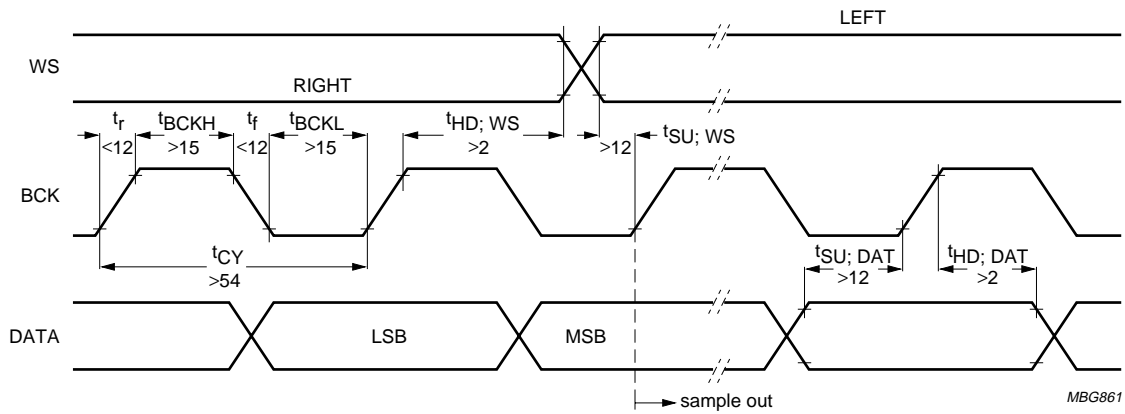 LEFT
WS
RIGHT
tr tBCKH tf tBCKL tHD; WS tSU; WS
<12 >15 <12 >15 >2 >12
BCK
tCY tSU; DAT tHD; DAT
>54 >12 >2
DATA LSB MSB
sample out
MBG861